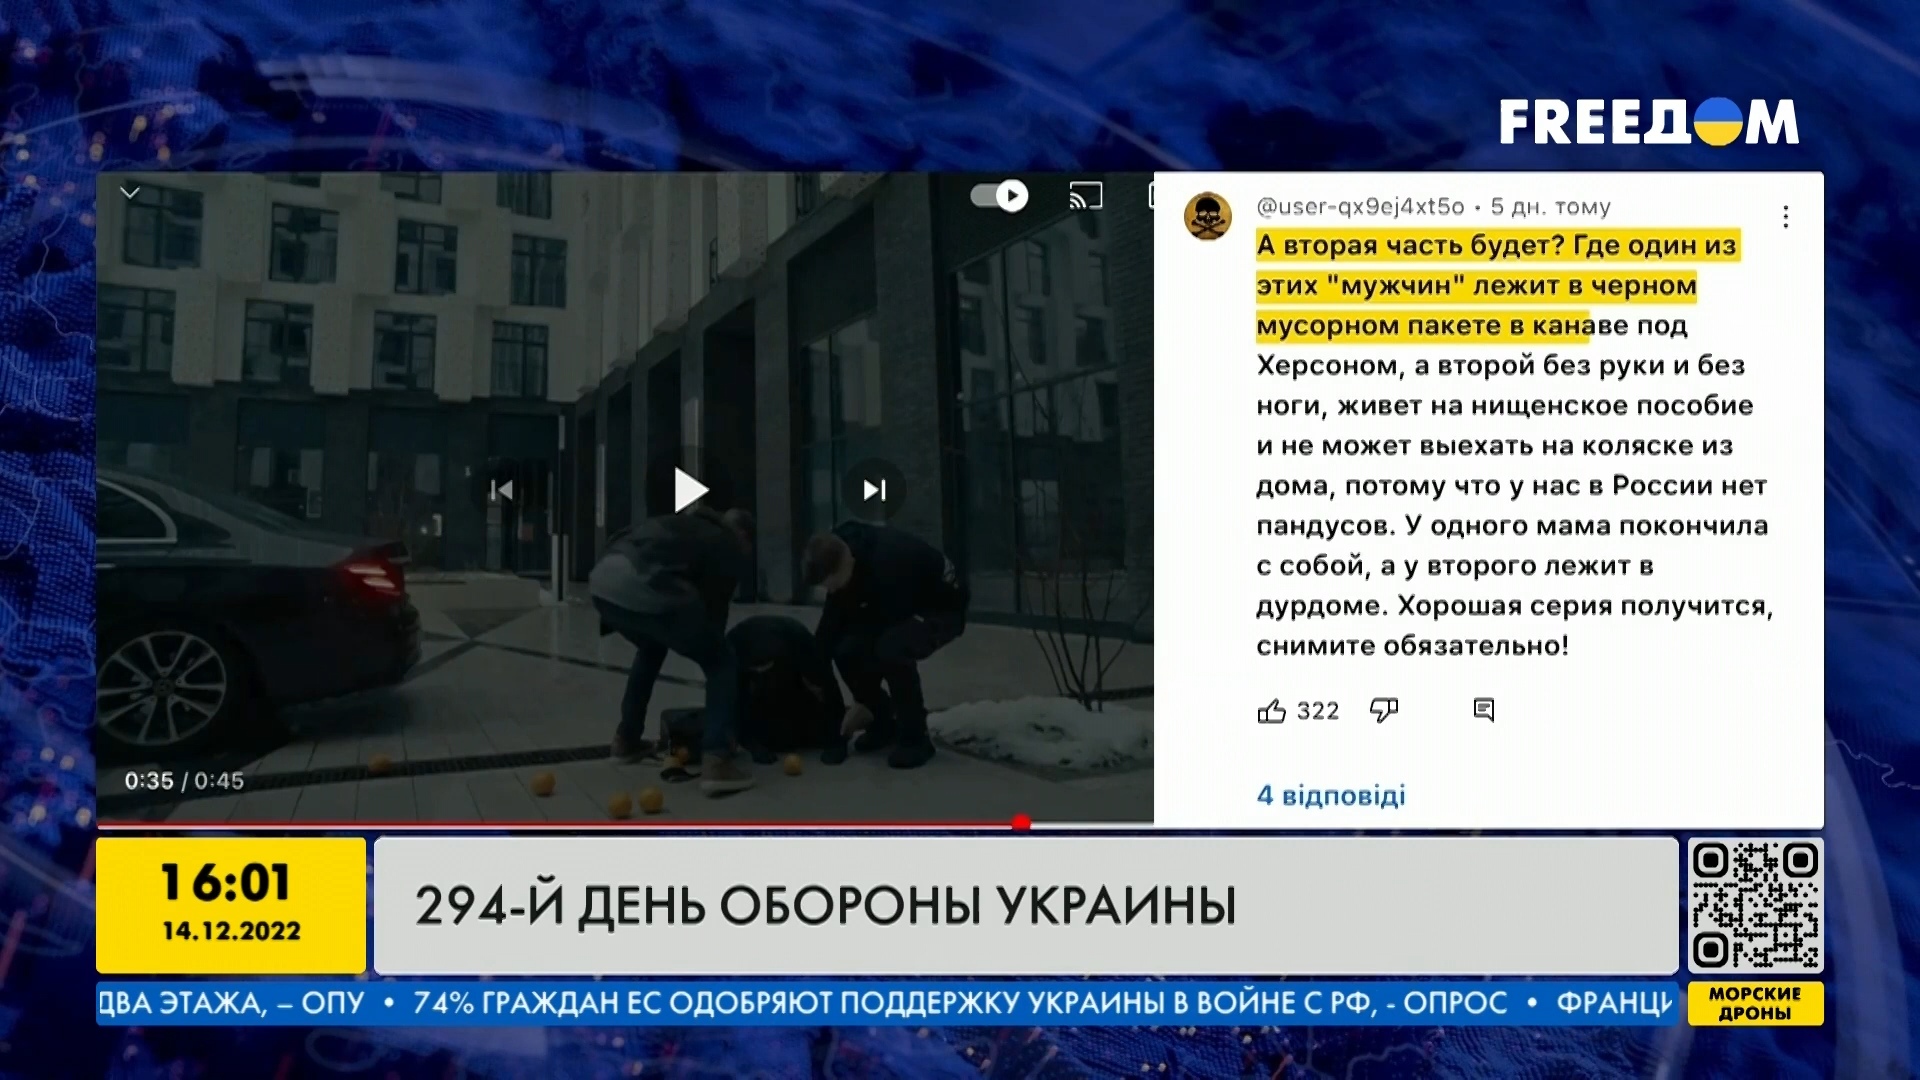 FREEДОM
@user-qx9ej4xt5o • 5 дн. тому
А вторая часть будет? Где один из
этих "мужчин" лежит в черном
мусорном пакете в канаве под
Херсоном, а второй без руки и без
ноги, живет на нищенское пособие
и не может выехать на коляске из
дома, потому что у нас в России нет
пандусов. У одного мама покончила
с собой, а у второго лежит в
дурдоме. Хорошая серия получится,
снимите обязательно!
322
4 відповіді
0:35 / 0:45
16:01
14.12.2022
294-Й ДЕНЬ ОБОРОНЫ УКРАИНЫ
ДВА ЭТАЖА, – ОПУ • 74% ГРАЖДАН ЕС ОДОБРЯЮТ ПОДДЕРЖКУ УКРАИНЫ В ВОЙНЕ С РФ, - ОПРОС • ФРАНЦИ
МОРСКИЕ
ДРОНЫ